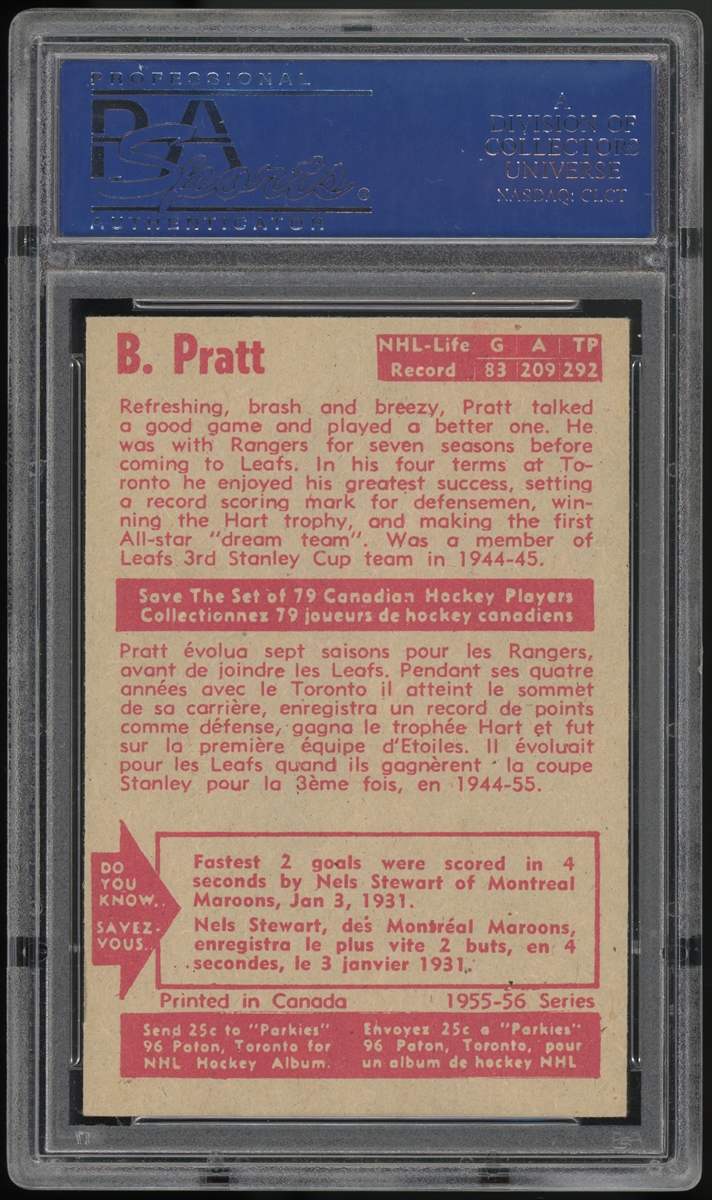 PROFESSIONAL
PSA
Sports
AUTHENTICATOR
A
DIVISION OF
COLLECTORS
UNIVERSE
NASDAQ: CLCT
B. Pratt
NHL-Life G A TP
Record 83 209 292
Refreshing, brash and breezy, Pratt talked
a good game and played a better one. He
was with Rangers for seven seasons before
coming to Leafs. In his four terms at To-
ronto he enjoyed his greatest success, setting
a record scoring mark for defensemen, win-
ning the Hart trophy, and making the first
All-star "dream team". Was a member of
Leafs 3rd Stanley Cup team in 1944-45.
Save The Set of 79 Canadian Hockey Players
Collectionnez 79 joueurs de hockey canadiens
Pratt évolua sept saisons pour les Rangers,
avant de joindre les Leafs. Pendant ses quatre
années avec le Toronto il atteint le sommet
de sa carrière, enregistra un record de points
comme défense, gagna le trophée Hart et fut
sur la première équipe d'Etoiles. Il évoluait
pour les Leafs quand ils gagnèrent la coupe
Stanley pour la 3ème fois, en 1944-55.
DO
YOU
KNOW..
SAVEZ-
VOUS..
Fastest 2 goals were scored in 4
seconds by Nels Stewart of Montreal
Maroons, Jan 3, 1931.
Nels Stewart, des Montréal Maroons,
enregistra le plus vite 2 buts, en 4
secondes, le 3 janvier 1931.
Printed in Canada 1955-56 Series
Send 25c to "Parkies"
96 Paton, Toronto for
NHL Hockey Album.
Envoyez 25c a "Parkies"
96 Paton, Toronto, pour
un album de hockey NHL